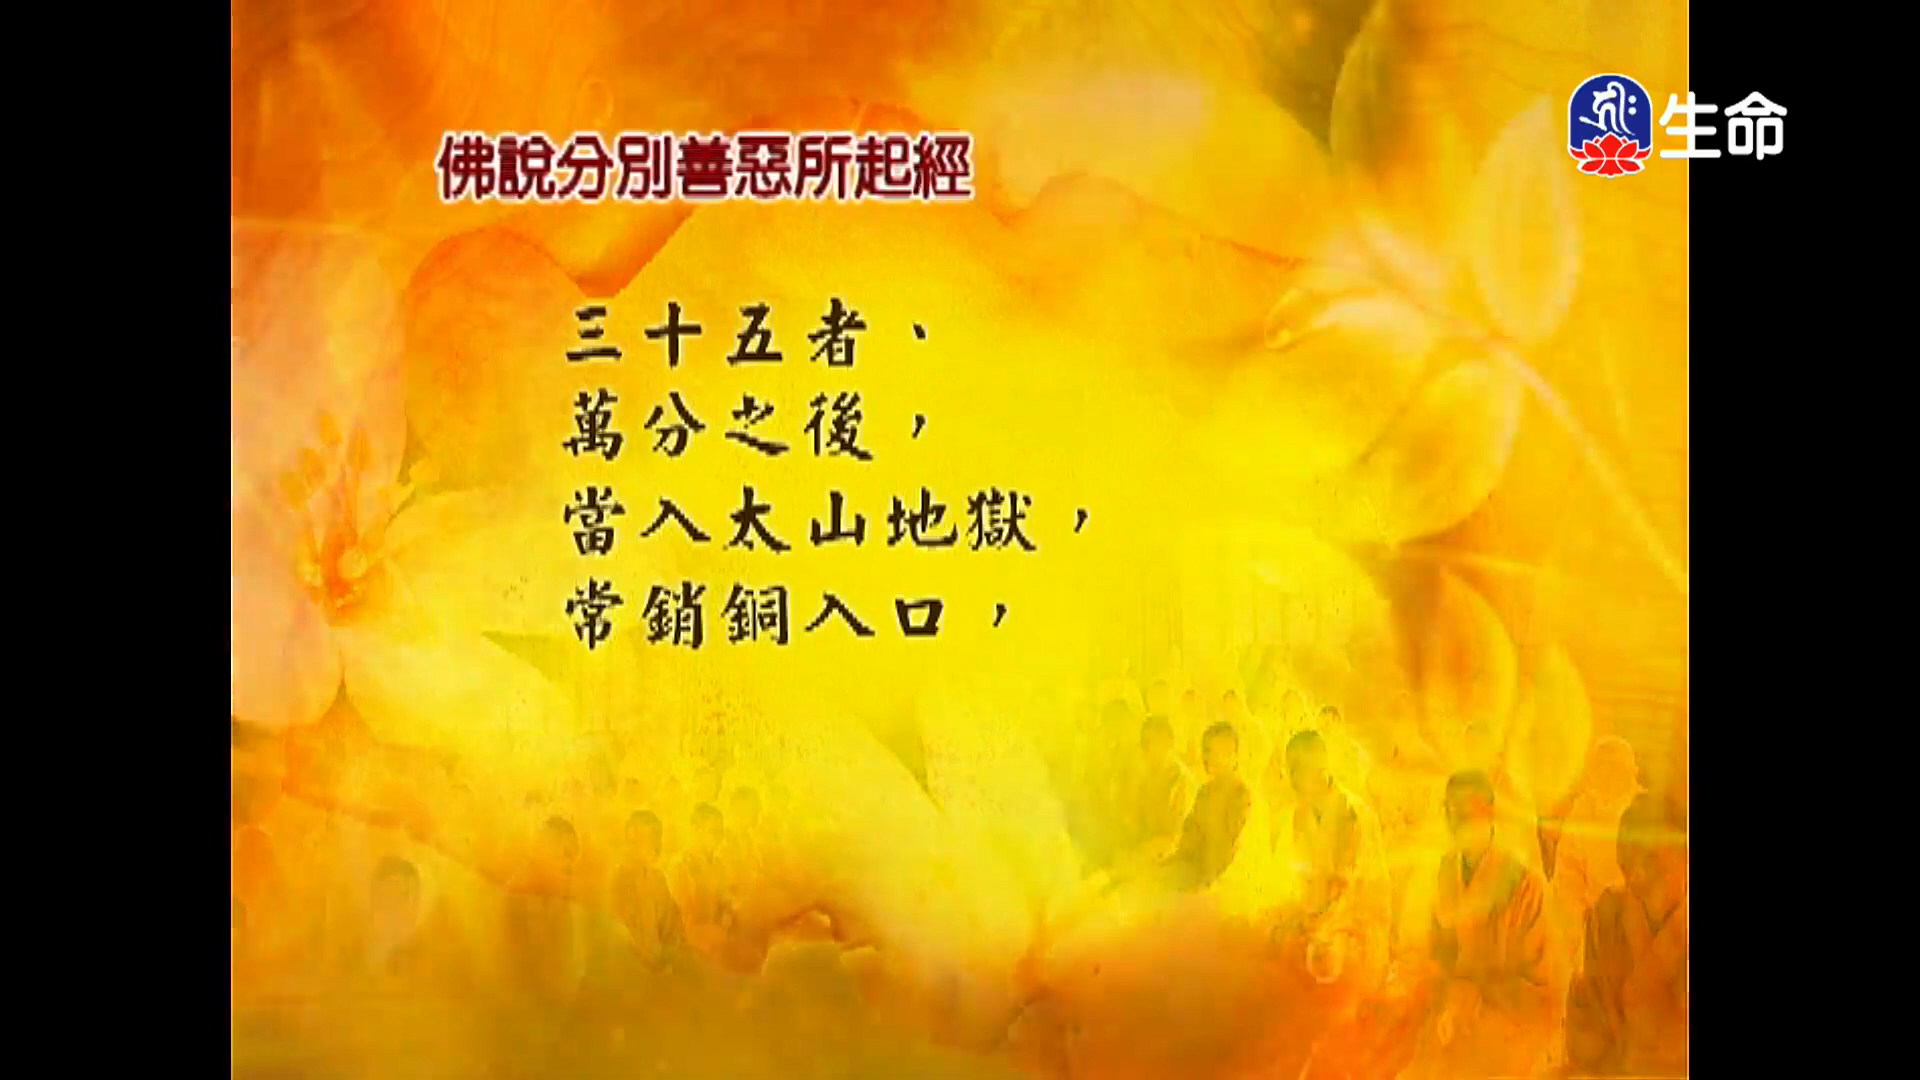 生命
佛說分別善惡所起經
三十五者、
萬分之後，
當入太山地獄，
常銷銅入口，